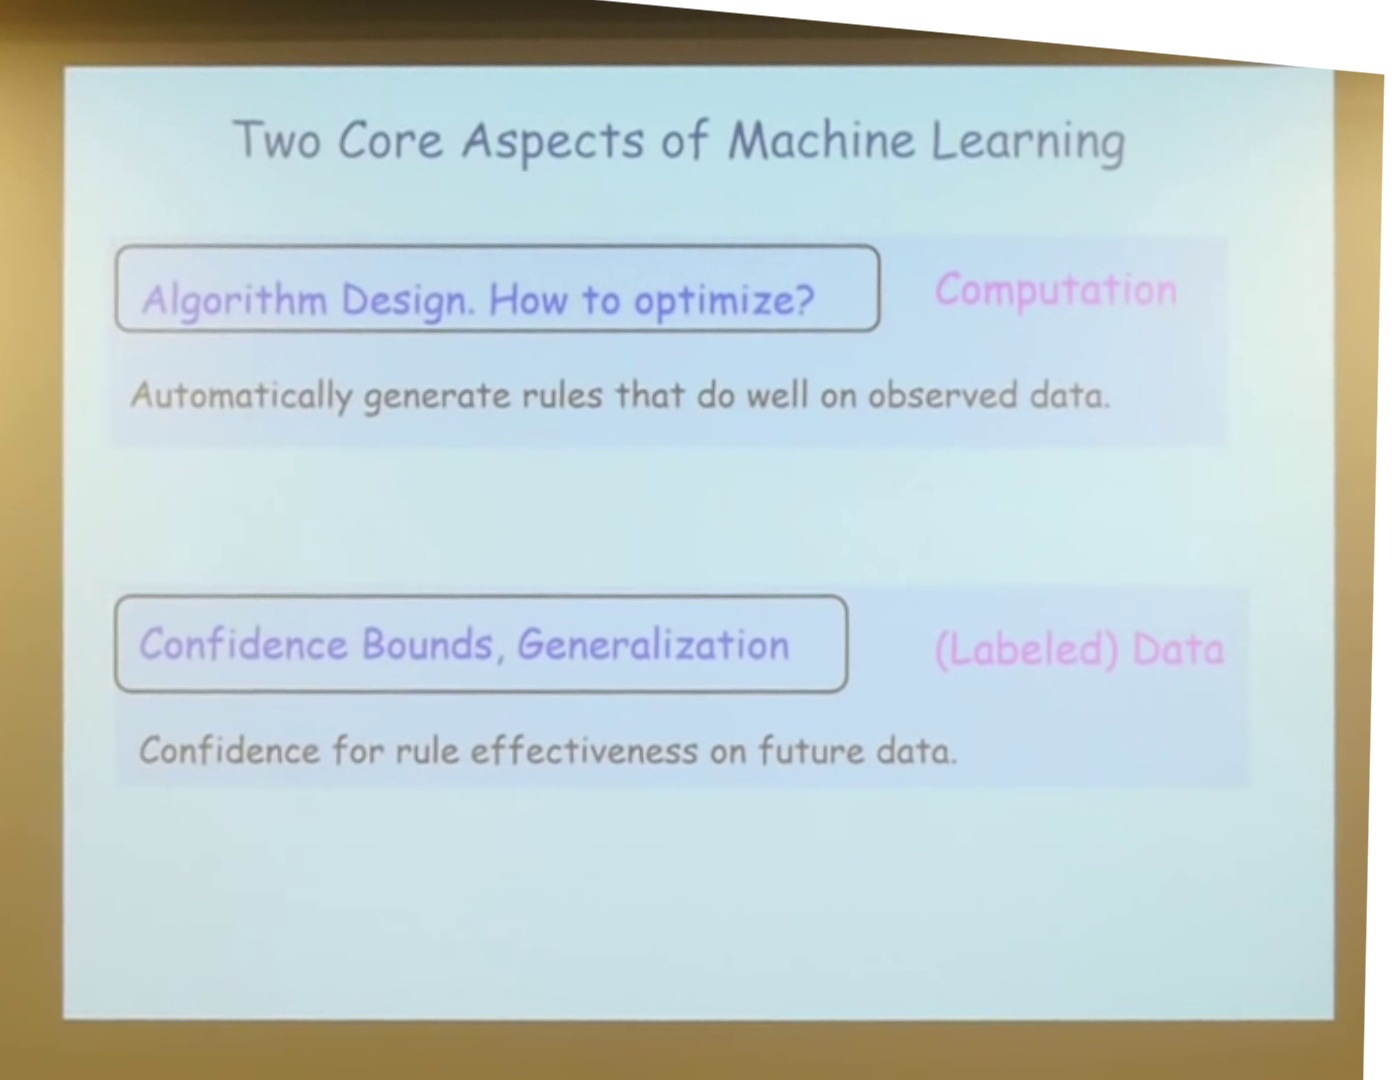 Two Core Aspects of Machine Learning
Algorithm Design. How to optimize?
Computation
Automatically generate rules that do well on observed data.
Confidence Bounds, Generalization
(Labeled) Data
Confidence for rule effectiveness on future data.